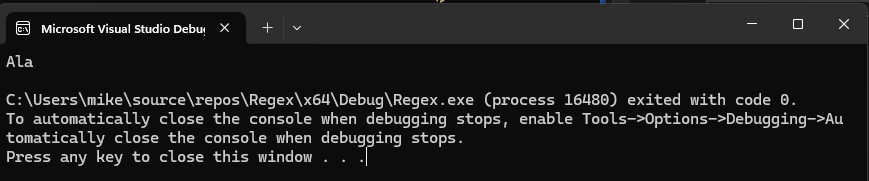 Microsoft Visual Studio Debug
Ala
C:\Users\mike\source\repos\Regex\x64\Debug\Regex.exe (process 16480) exited with code 0.
To automatically close the console when debugging stops, enable Tools->Options->Debugging->Au
tomatically close the console when debugging stops.
Press any key to close this window . . .